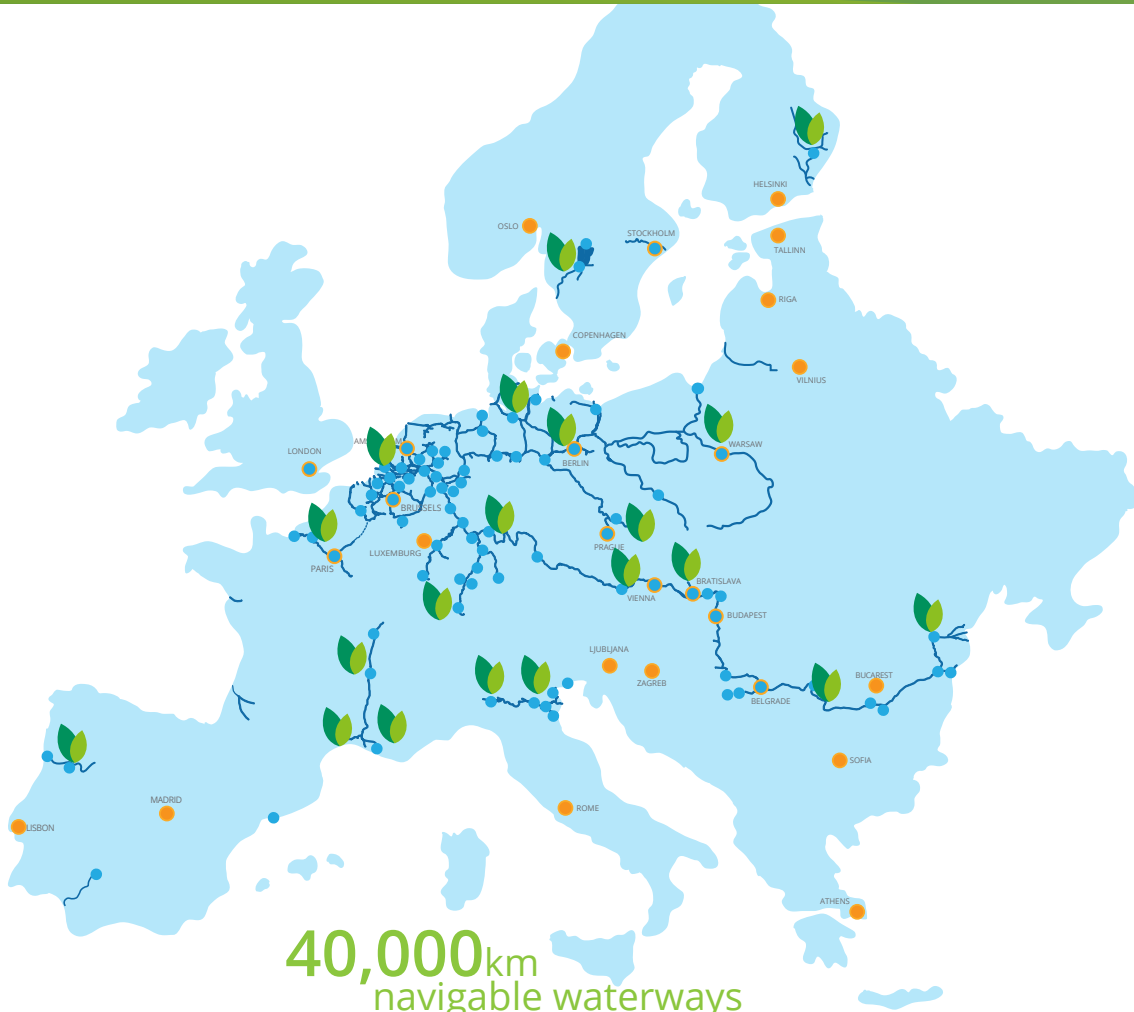 HELSINKI
OSLO
STOCKHOLM
TALLINN
RIGA
COPENHAGEN
VILNIUS
AMS
M
WARSAW
LONDON
BERLIN
BRUSSELS
PRAGUE
LUXEMBURG
PARIS
BRATISLAVA
VIENNA
BUDAPEST
LJUBLJANA
ZAGREB
BUCAREST
BELGRADE
SOFIA
MADRID
ROME
LISBON
ATHENS
40,000km
navigable waterways